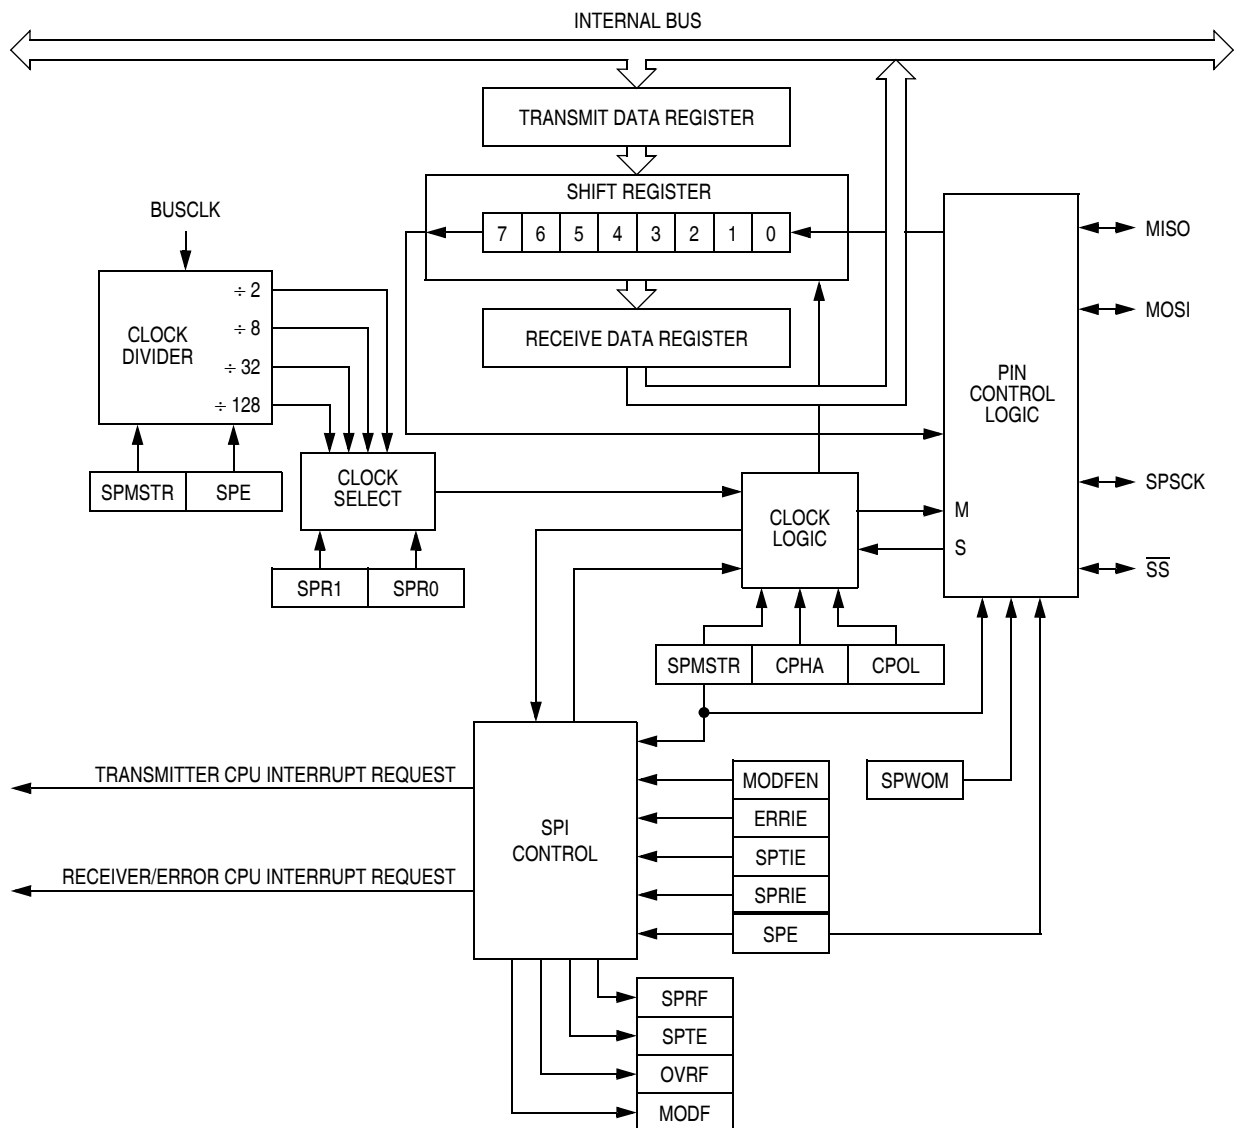 INTERNAL BUS
TRANSMIT DATA REGISTER
SHIFT REGISTER
7 6 5 4 3 2 1 0
BUSCLK
MISO
÷ 2
CLOCK
DIVIDER
÷ 8
÷ 32
÷ 128
RECEIVE DATA REGISTER
MOSI
PIN
CONTROL
LOGIC
SPMSTR SPE
CLOCK
SELECT
SPSCK
CLOCK
LOGIC
M
S
SS
SPR1 SPR0
SPMSTR CPHA CPOL
TRANSMITTER CPU INTERRUPT REQUEST
MODFEN
SPWOM
ERRIE
SPI
CONTROL
SPTIE
RECEIVER/ERROR CPU INTERRUPT REQUEST
SPRIE
SPE
SPRF
SPTE
OVRF
MODF